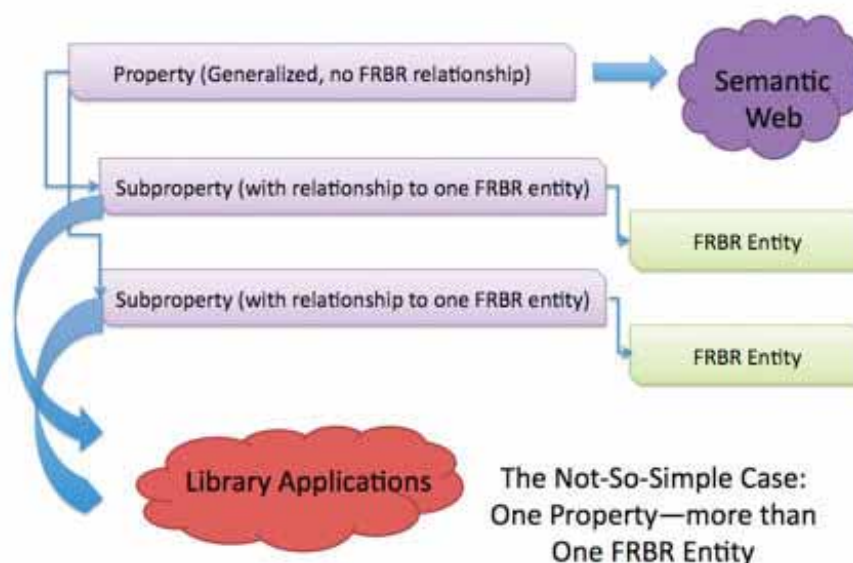 Property (Generalized, no FRBR relationship)
Semantic
Web
Subproperty (with relationship to one FRBR entity)
FRBR Entity
Subproperty (with relationship to one FRBR entity)
FRBR Entity
Library Applications
The Not-So-Simple Case:
One Property—more than
One FRBR Entity